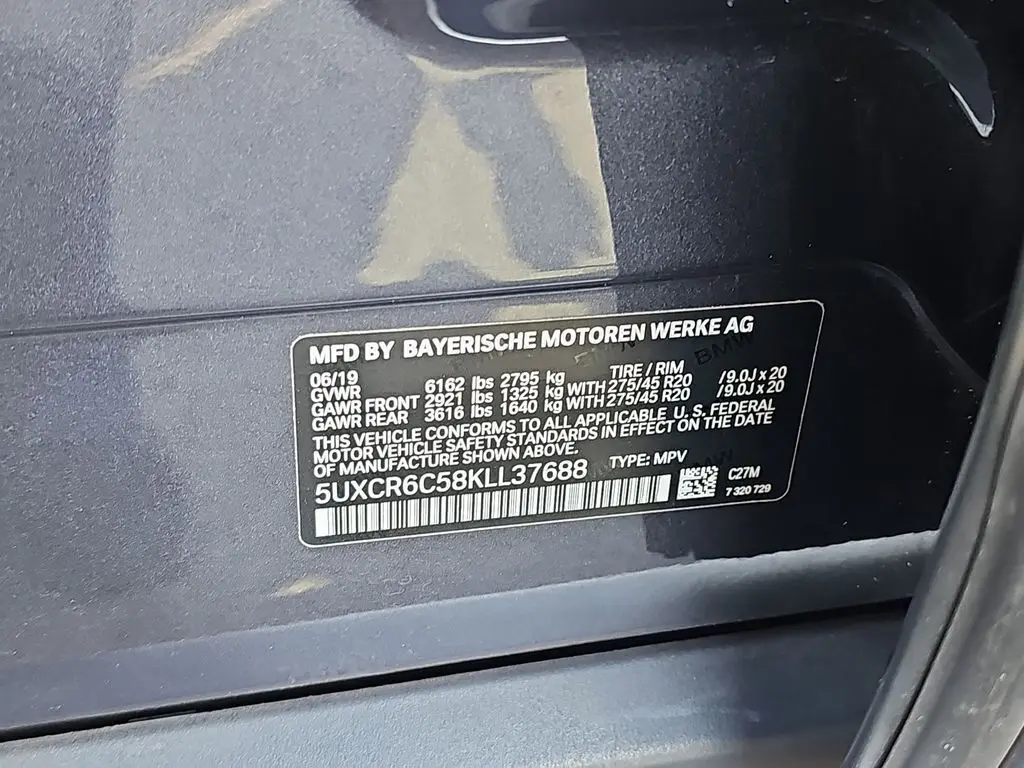 MFD BY BAYERISCHE MOTOREN WERKE AG
06/19 TIRE / RIM
GVWR 6162 lbs 2795 kg
GAWR FRONT 2921 lbs 1325 kg WITH 275/45 R20 /9.0J x 20
GAWR REAR 3616 lbs 1640 kg WITH 275/45 R20 /9.0J x 20
THIS VEHICLE CONFORMS TO ALL APPLICABLE U. S. FEDERAL
MOTOR VEHICLE SAFETY STANDARDS IN EFFECT ON THE DATE
OF MANUFACTURE SHOWN ABOVE.
5UXCR6C58KLL37688 TYPE: MPV
C27M
7 320 729
BMW
BMW
BMW